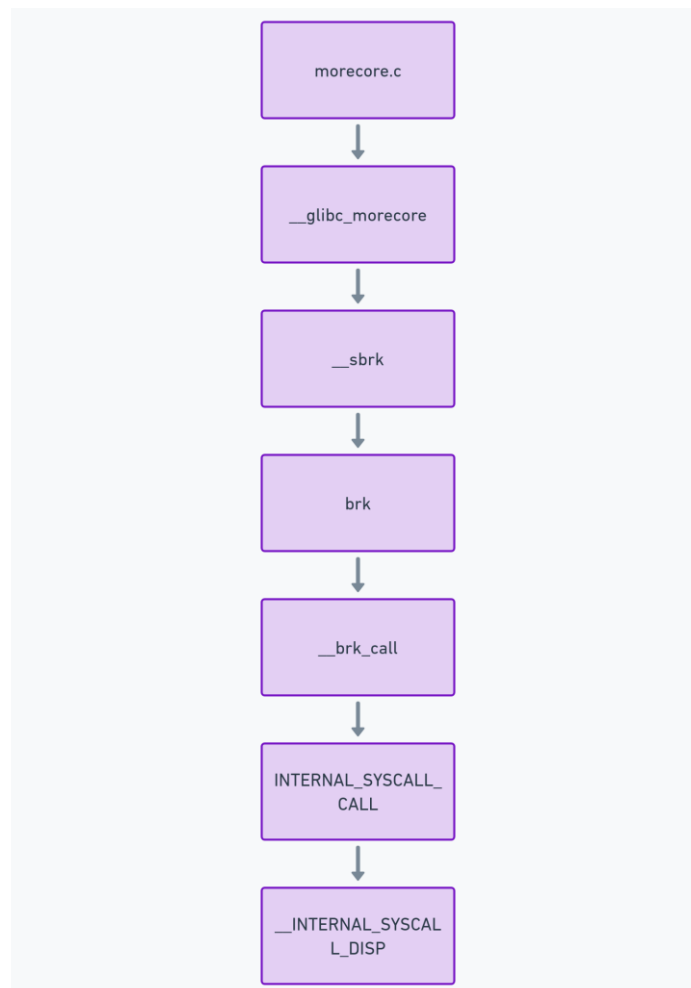 morecore.c
__glibc_morecore
__sbrk
brk
__brk_call
INTERNAL_SYSCALL_
CALL
__INTERNAL_SYSCAL
L_DISP